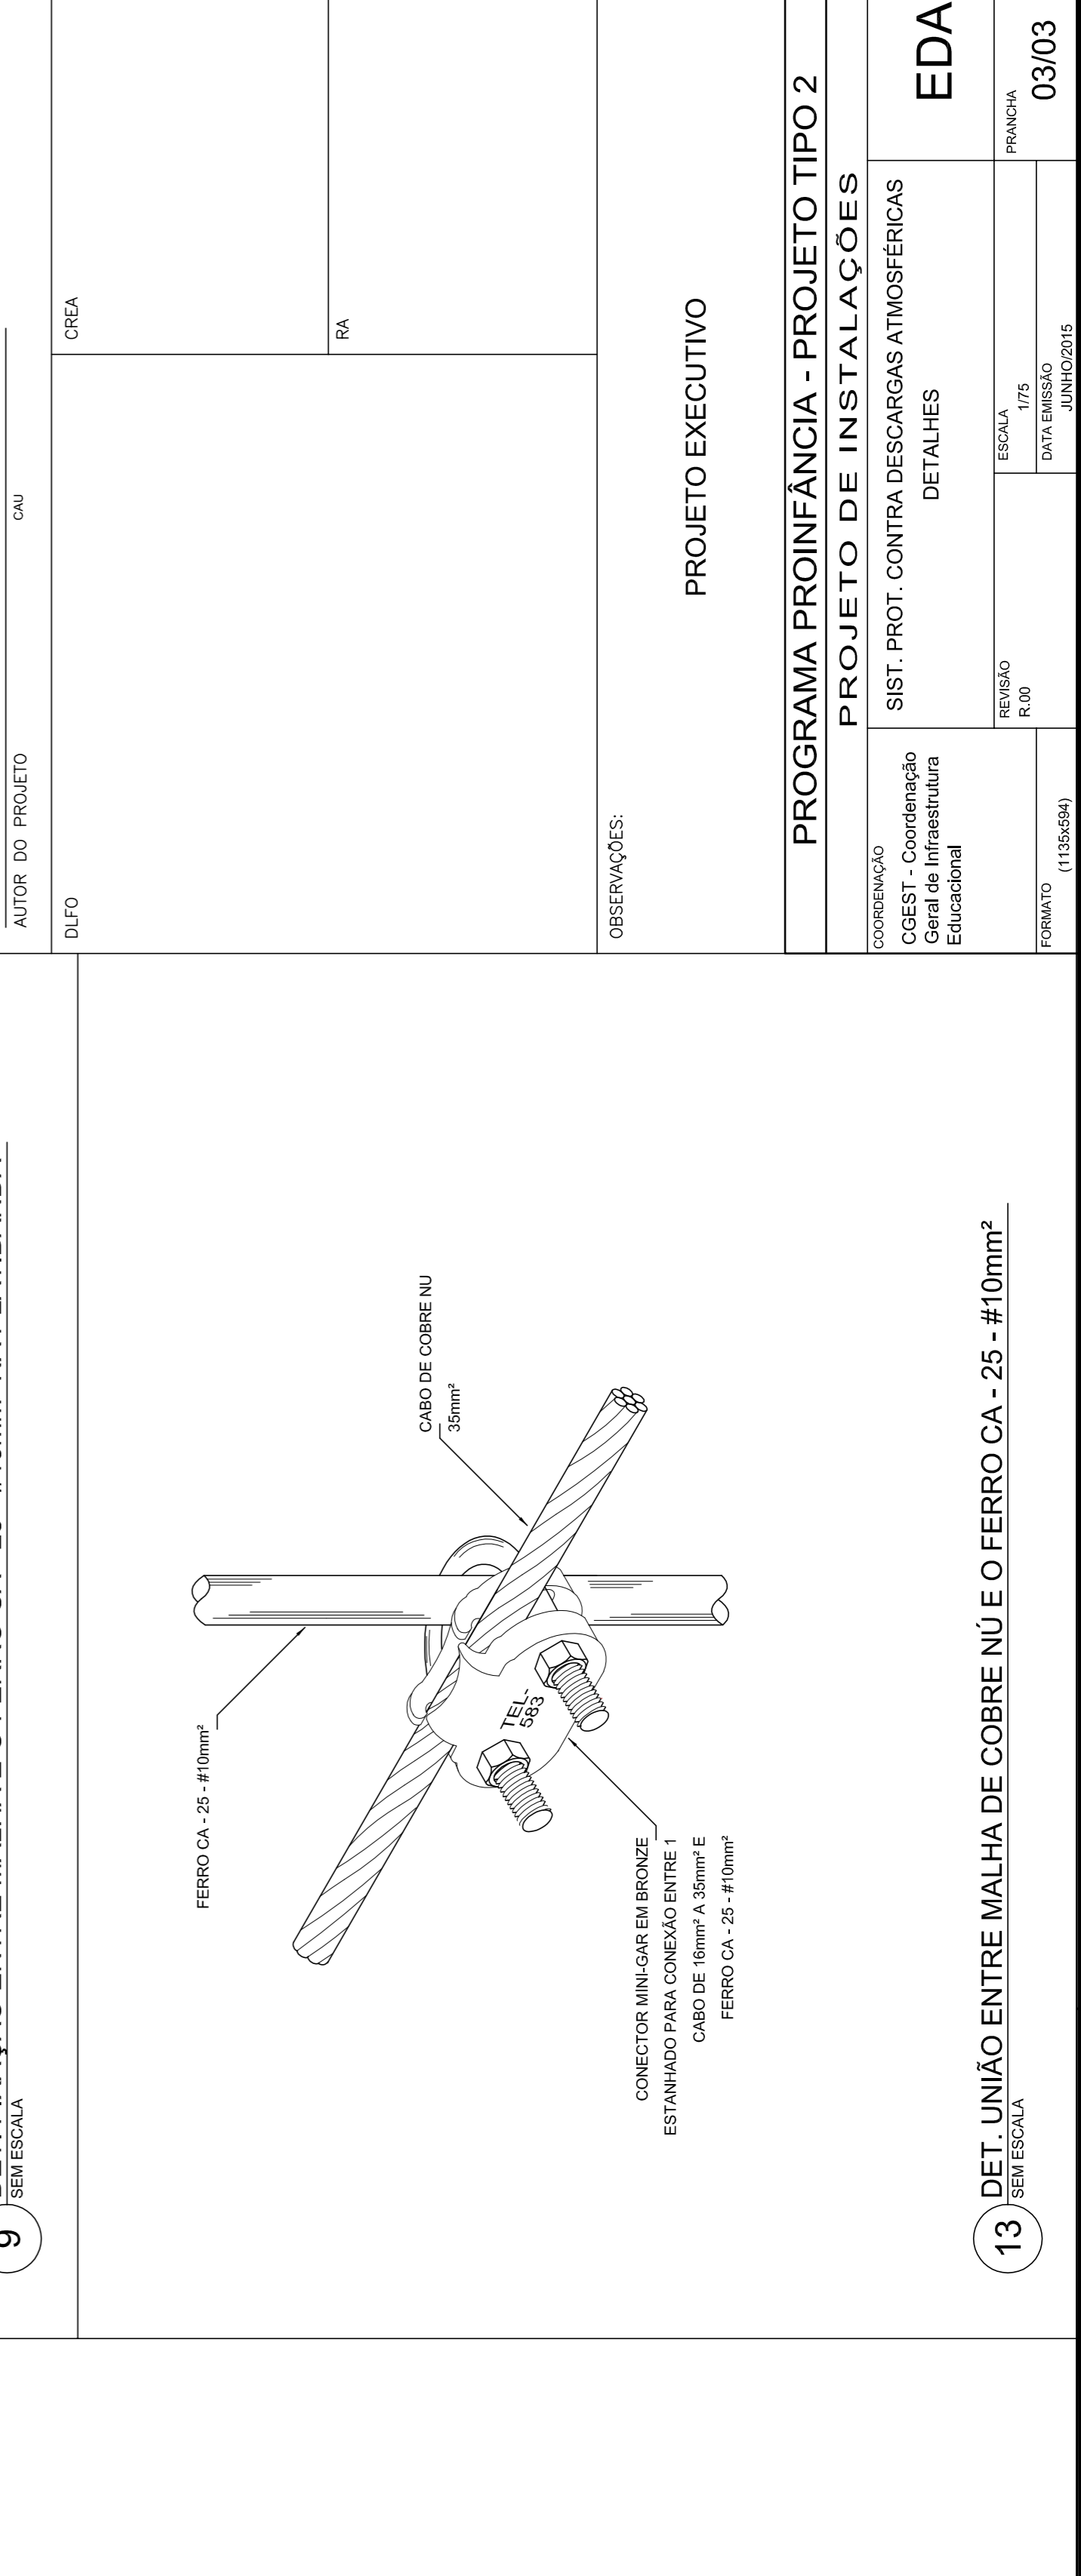 SEM ESCALA
9
FERRO CA - 25 - #10mm²
CABO DE COBRE NU
35mm²
TEL-
583
CONECTOR MINI-GAR EM BRONZE
ESTANHADO PARA CONEXÃO ENTRE 1
CABO DE 16mm² A 35mm² E
FERRO CA - 25 - #10mm²
13
DET. UNIÃO ENTRE MALHA DE COBRE NÚ E O FERRO CA - 25 - #10mm²
SEM ESCALA
AUTOR DO PROJETO
CAU
DLFO
CREA
RA
OBSERVAÇÕES:
PROJETO EXECUTIVO
PROGRAMA PROINFÂNCIA - PROJETO TIPO 2
PROJETO DE INSTALAÇÕES
COORDENAÇÃO
CGEST - Coordenação
Geral de Infraestrutura
Educacional
SIST. PROT. CONTRA DESCARGAS ATMOSFÉRICAS
DETALHES
EDA
FORMATO
(1135x594)
REVISÃO
R.00
ESCALA
1/75
DATA EMISSÃO
JUNHO/2015
PRANCHA
03/03